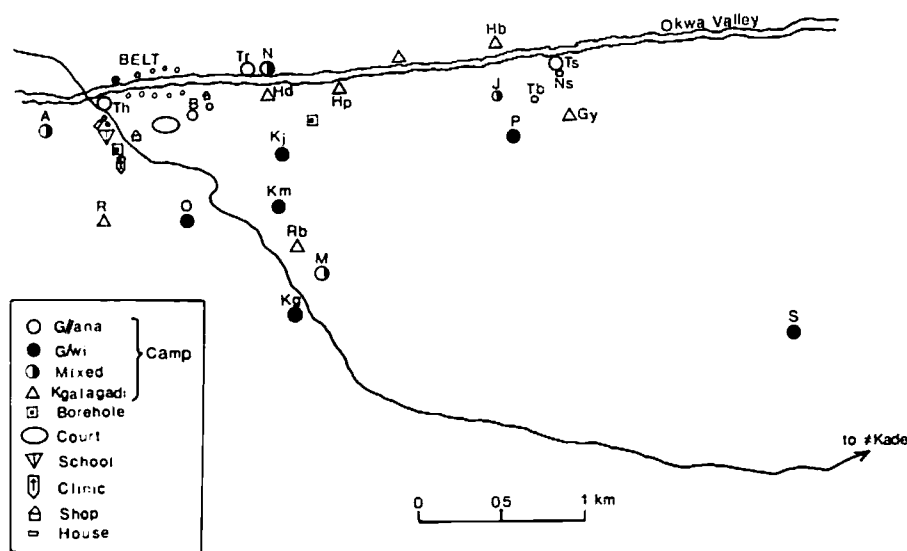 Okwa Valley
Hb
BELT
Tr
N
Ts
Ns
Th
B
Hd
Hp
J
Tb
Gy
A
P
Kj
Km
R
O
Rb
M
Kg
S
to ≠Kade
G//ana
G/wi
Mixed
Kgalagadi
Camp
Borehole
Court
School
Clinic
Shop
House
0 05 1 km